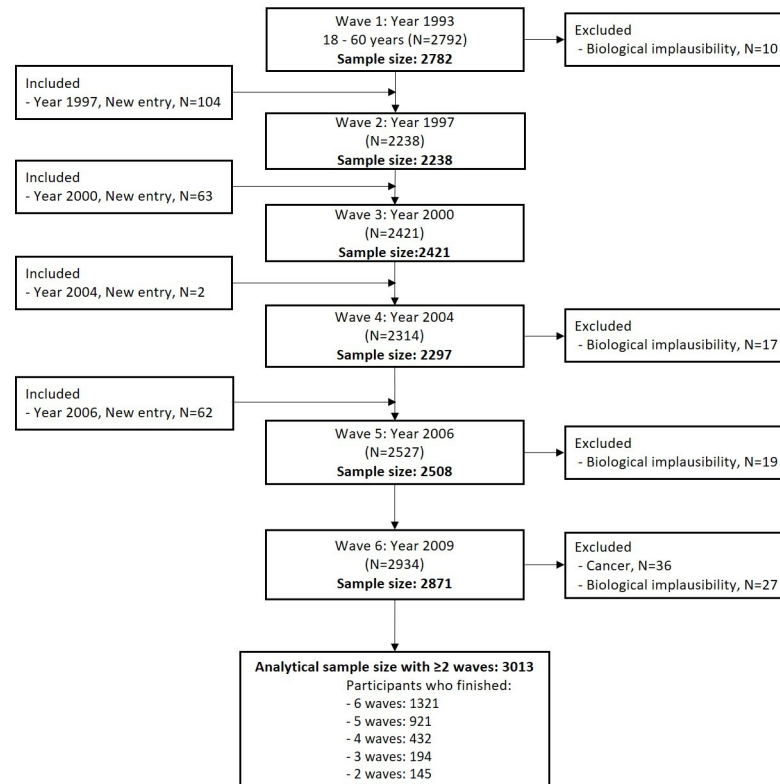 Wave 1: Year 1993
18 - 60 years (N=2792)
Sample size: 2782
Excluded
- Biological implausibility, N=10
Included
- Year 1997, New entry, N=104
Wave 2: Year 1997
(N=2238)
Sample size: 2238
Included
- Year 2000, New entry, N=63
Wave 3: Year 2000
(N=2421)
Sample size:2421
Included
- Year 2004, New entry, N=2
Wave 4: Year 2004
(N=2314)
Sample size: 2297
Excluded
- Biological implausibility, N=17
Included
- Year 2006, New entry, N=62
Wave 5: Year 2006
(N=2527)
Sample size: 2508
Excluded
- Biological implausibility, N=19
Wave 6: Year 2009
(N=2934)
Sample size: 2871
Excluded
- Cancer, N=36
- Biological implausibility, N=27
Analytical sample size with ≥2 waves: 3013
Participants who finished:
- 6 waves: 1321
- 5 waves: 921
- 4 waves: 432
- 3 waves: 194
- 2 waves: 145